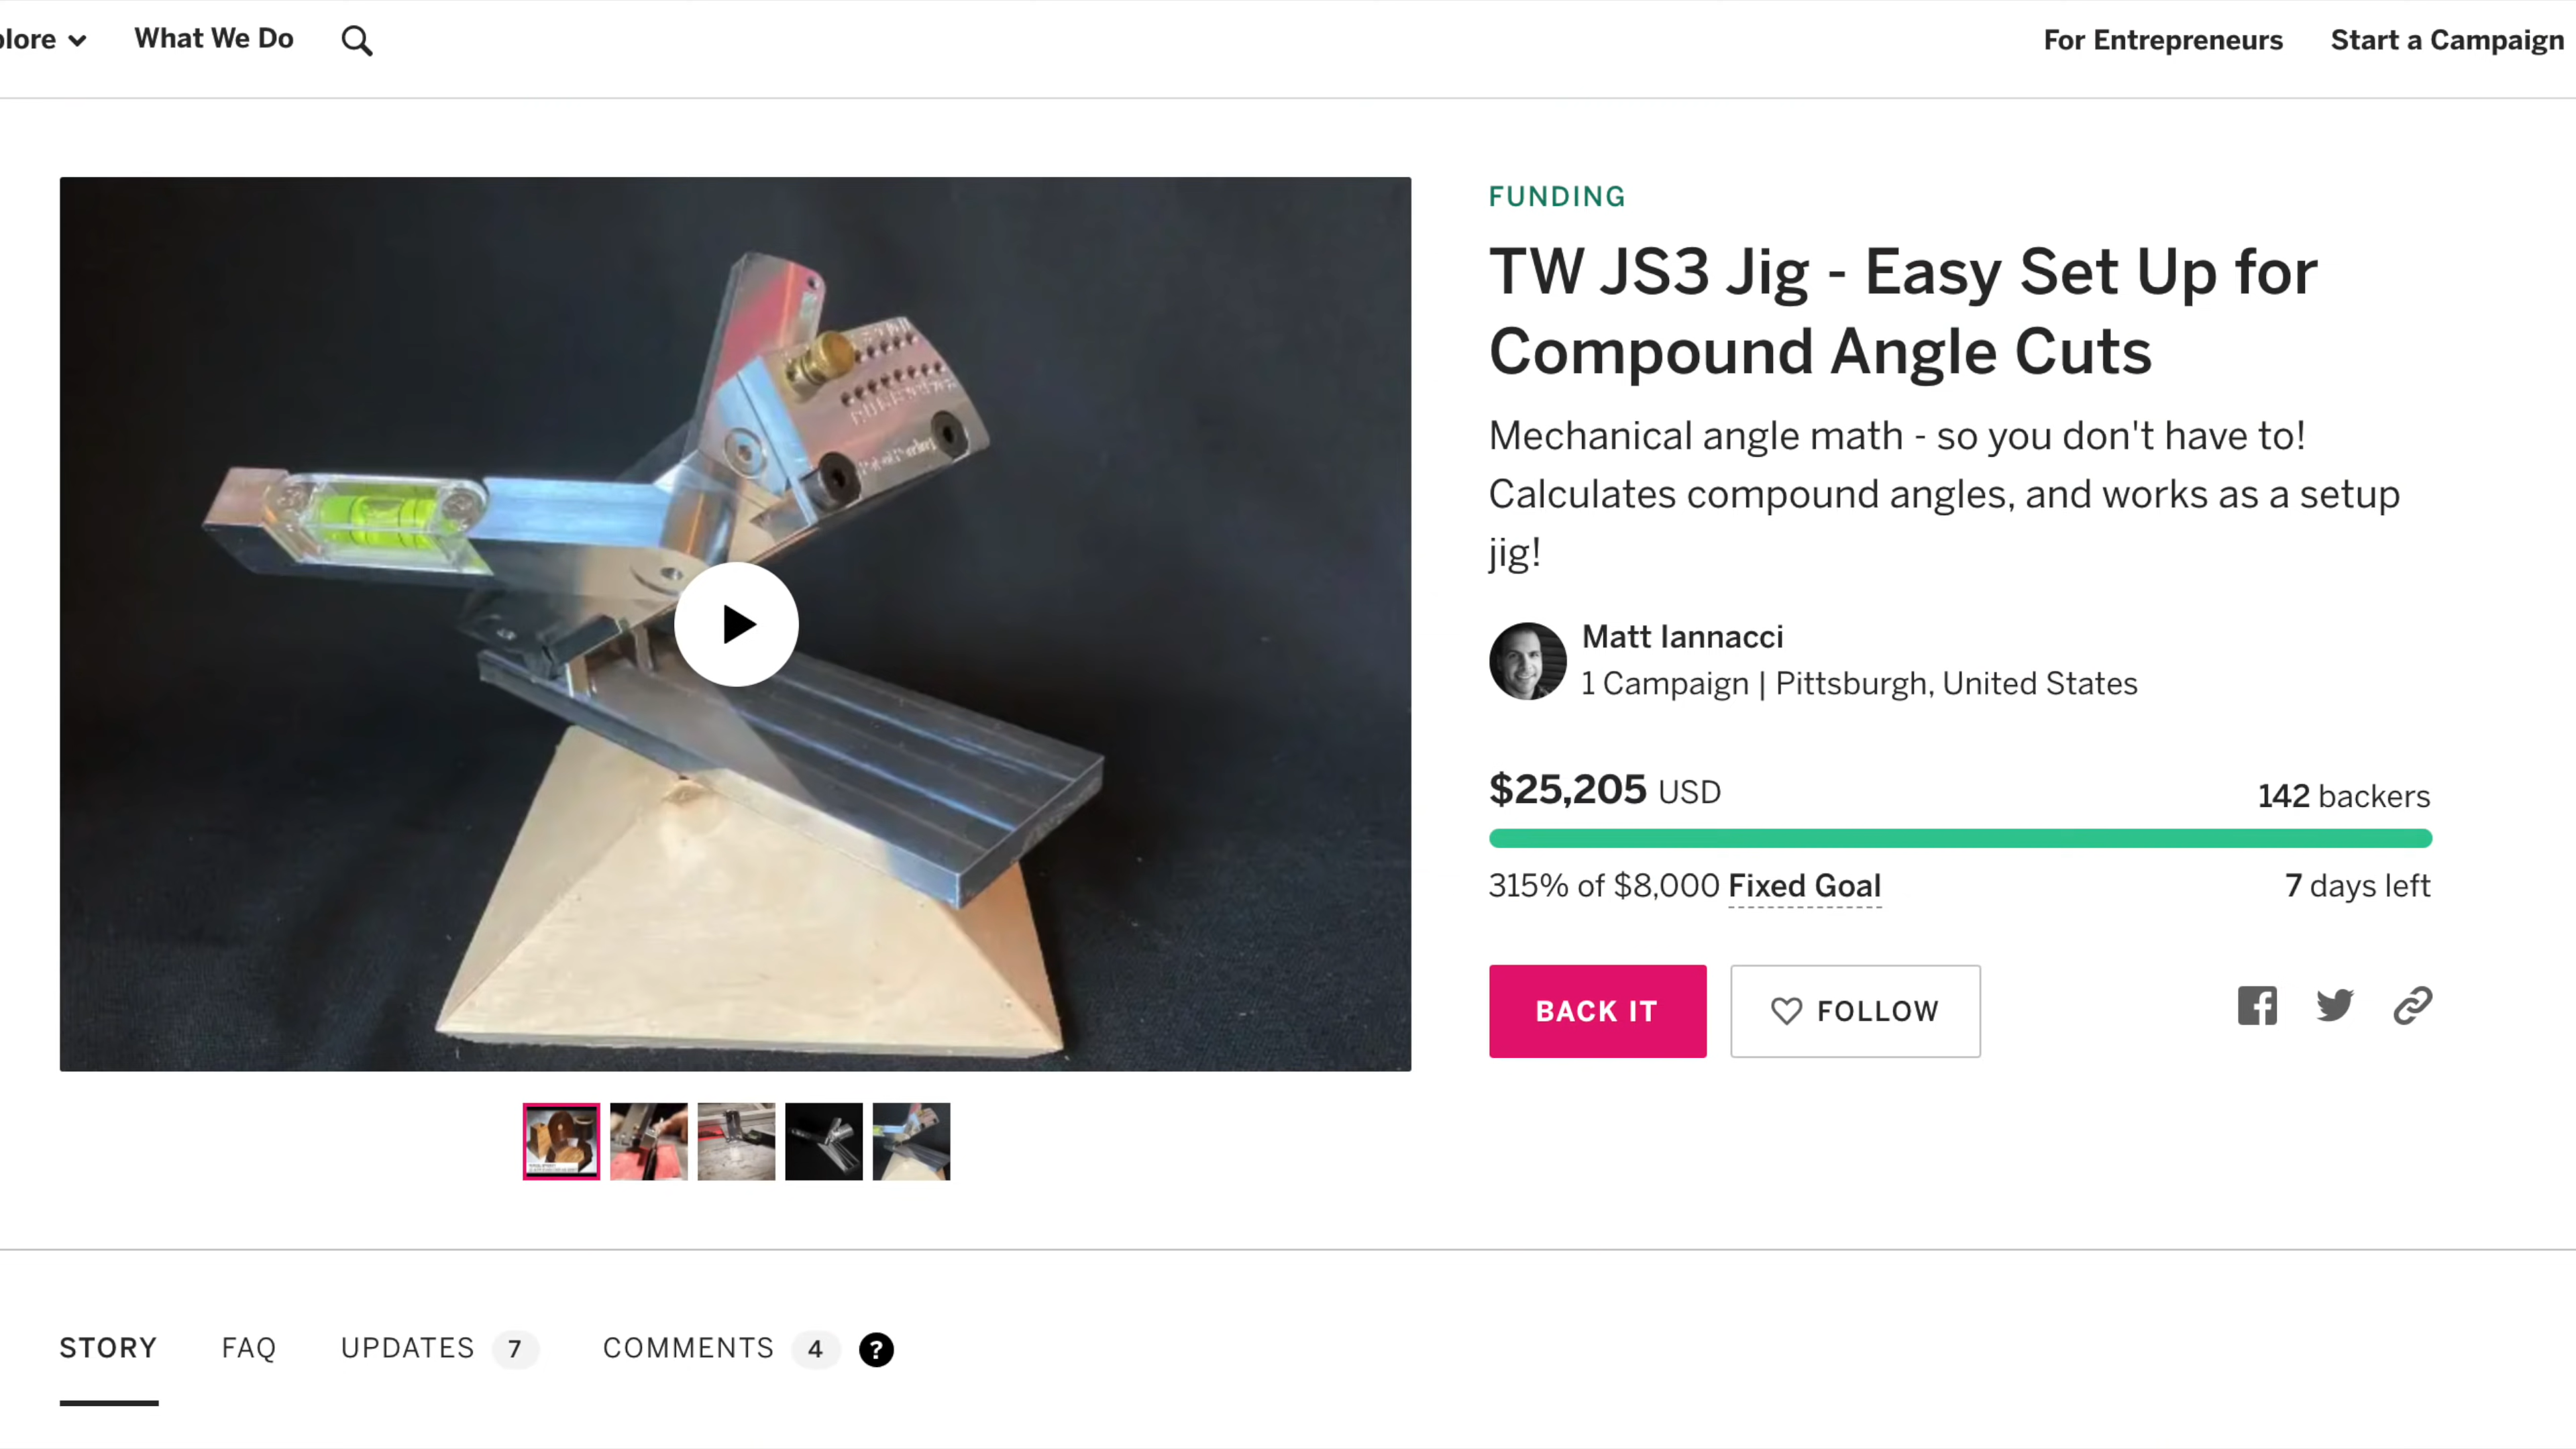 plore
What We Do
For Entrepreneurs
Start a Campaign
FUNDING
TW JS3 Jig - Easy Set Up for
Compound Angle Cuts
Mechanical angle math - so you don't have to!
Calculates compound angles, and works as a setup
jig!
Matt Iannacci
1 Campaign | Pittsburgh, United States
$25,205 USD
142 backers
315% of $8,000 Fixed Goal
7 days left
BACK IT
FOLLOW
STORY
FAQ
UPDATES 7
COMMENTS 4 ?